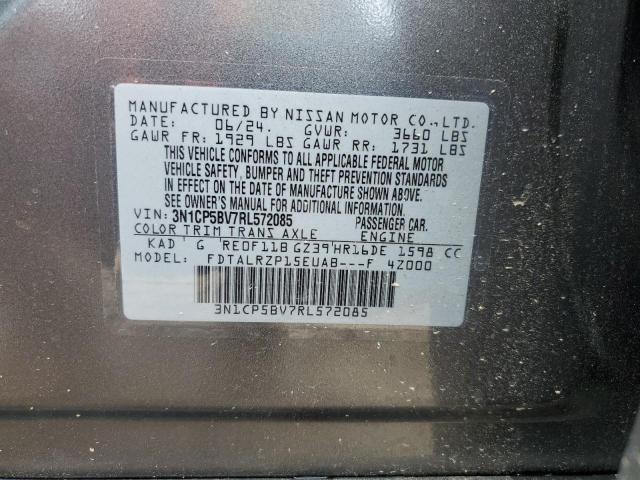 MANUFACTURED BY NISSAN MOTOR CO.,LTD.
DATE: 06/24. GVWR: 3660 LBS
GAWR FR: 1929 LBS GAWR RR: 1731 LBS
THIS VEHICLE CONFORMS TO ALL APPLICABLE FEDERAL MOTOR
VEHICLE SAFETY, BUMPER AND THEFT PREVENTION STANDARDS
IN EFFECT ON THE DATE OF MANUFACTURE SHOWN ABOVE.
SEE OWNER'S MANUAL FOR ADDITIONAL INFORMATION.
VIN: 3N1CP5BV7RL572085 PASSENGER CAR.
COLOR TRIM TRANS AXLE ENGINE
KAD G RE0F11B GZ39 HR16DE 1598 CC
MODEL: FDTALRZP15EUAB---F 42000
3N1CP5BV7RL572085